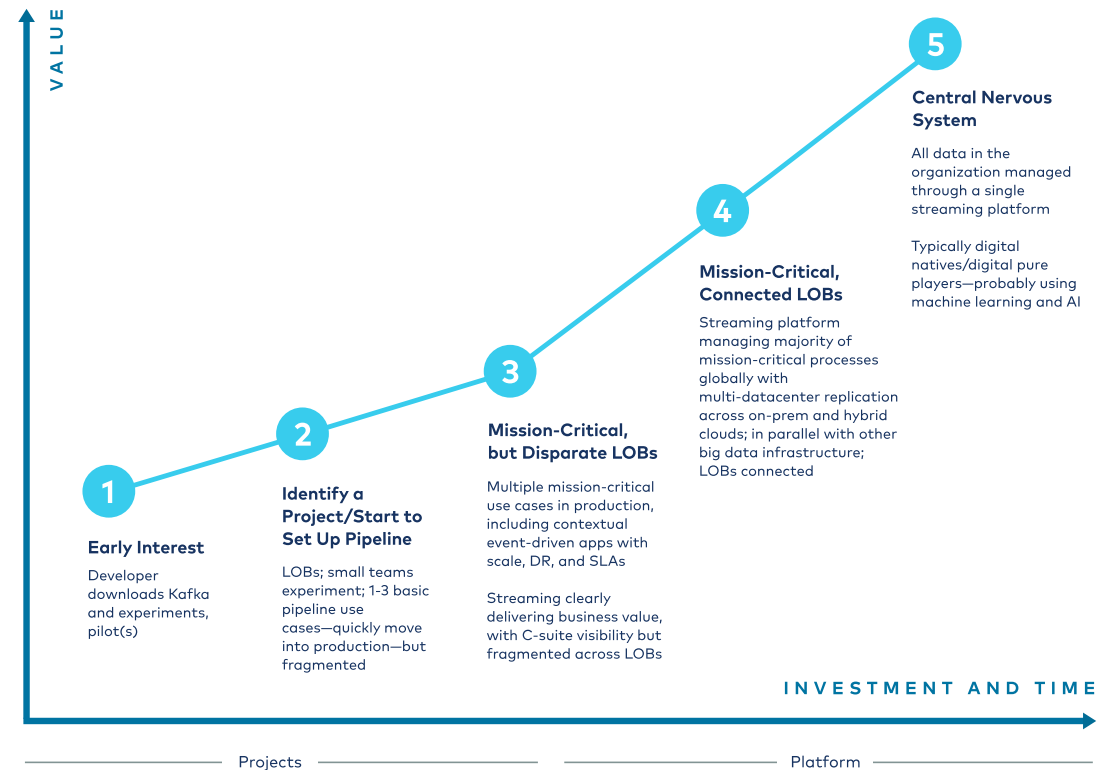 VALUE
1
Early Interest
Developer
downloads Kafka
and experiments,
pilot(s)
2
Identify a
Project/Start to
Set Up Pipeline
LOBs; small teams
experiment; 1-3 basic
pipeline use
cases—quickly move
into production—but
fragmented
3
Mission-Critical,
but Disparate LOBs
Multiple mission-critical
use cases in production,
including contextual
event-driven apps with
scale, DR, and SLAs
Streaming clearly
delivering business value,
with C-suite visibility but
fragmented across LOBs
4
Mission-Critical,
Connected LOBs
Streaming platform
managing majority of
mission-critical processes
globally with
multi-datacenter replication
across on-prem and hybrid
clouds; in parallel with other
big data infrastructure;
LOBs connected
5
Central Nervous
System
All data in the
organization managed
through a single
streaming platform
Typically digital
natives/digital pure
players—probably using
machine learning and AI
INVESTMENT AND TIME
Projects
Platform